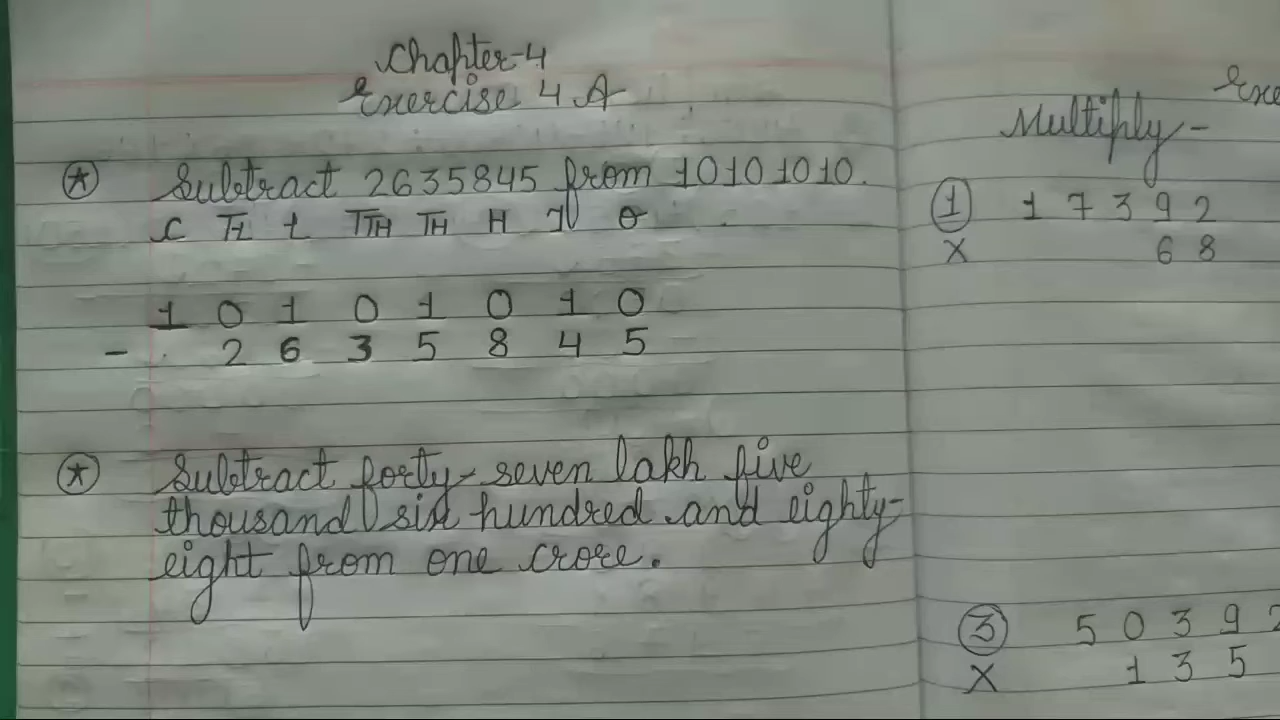 Chapter-4
Exercise 4 A
Subtract 2635845 from 10101010.
C TL L TTH TH H T O
1 0 1 0 1 0 1 0
- 2 6 3 5 8 4 5
Subtract forty-seven lakh five
thousand six hundred and eighty-
eight from one crore.
Exe
Multiply-
1 1 7 3 9 2
X 6 8
3 5 0 3 9 2
X 1 3 5